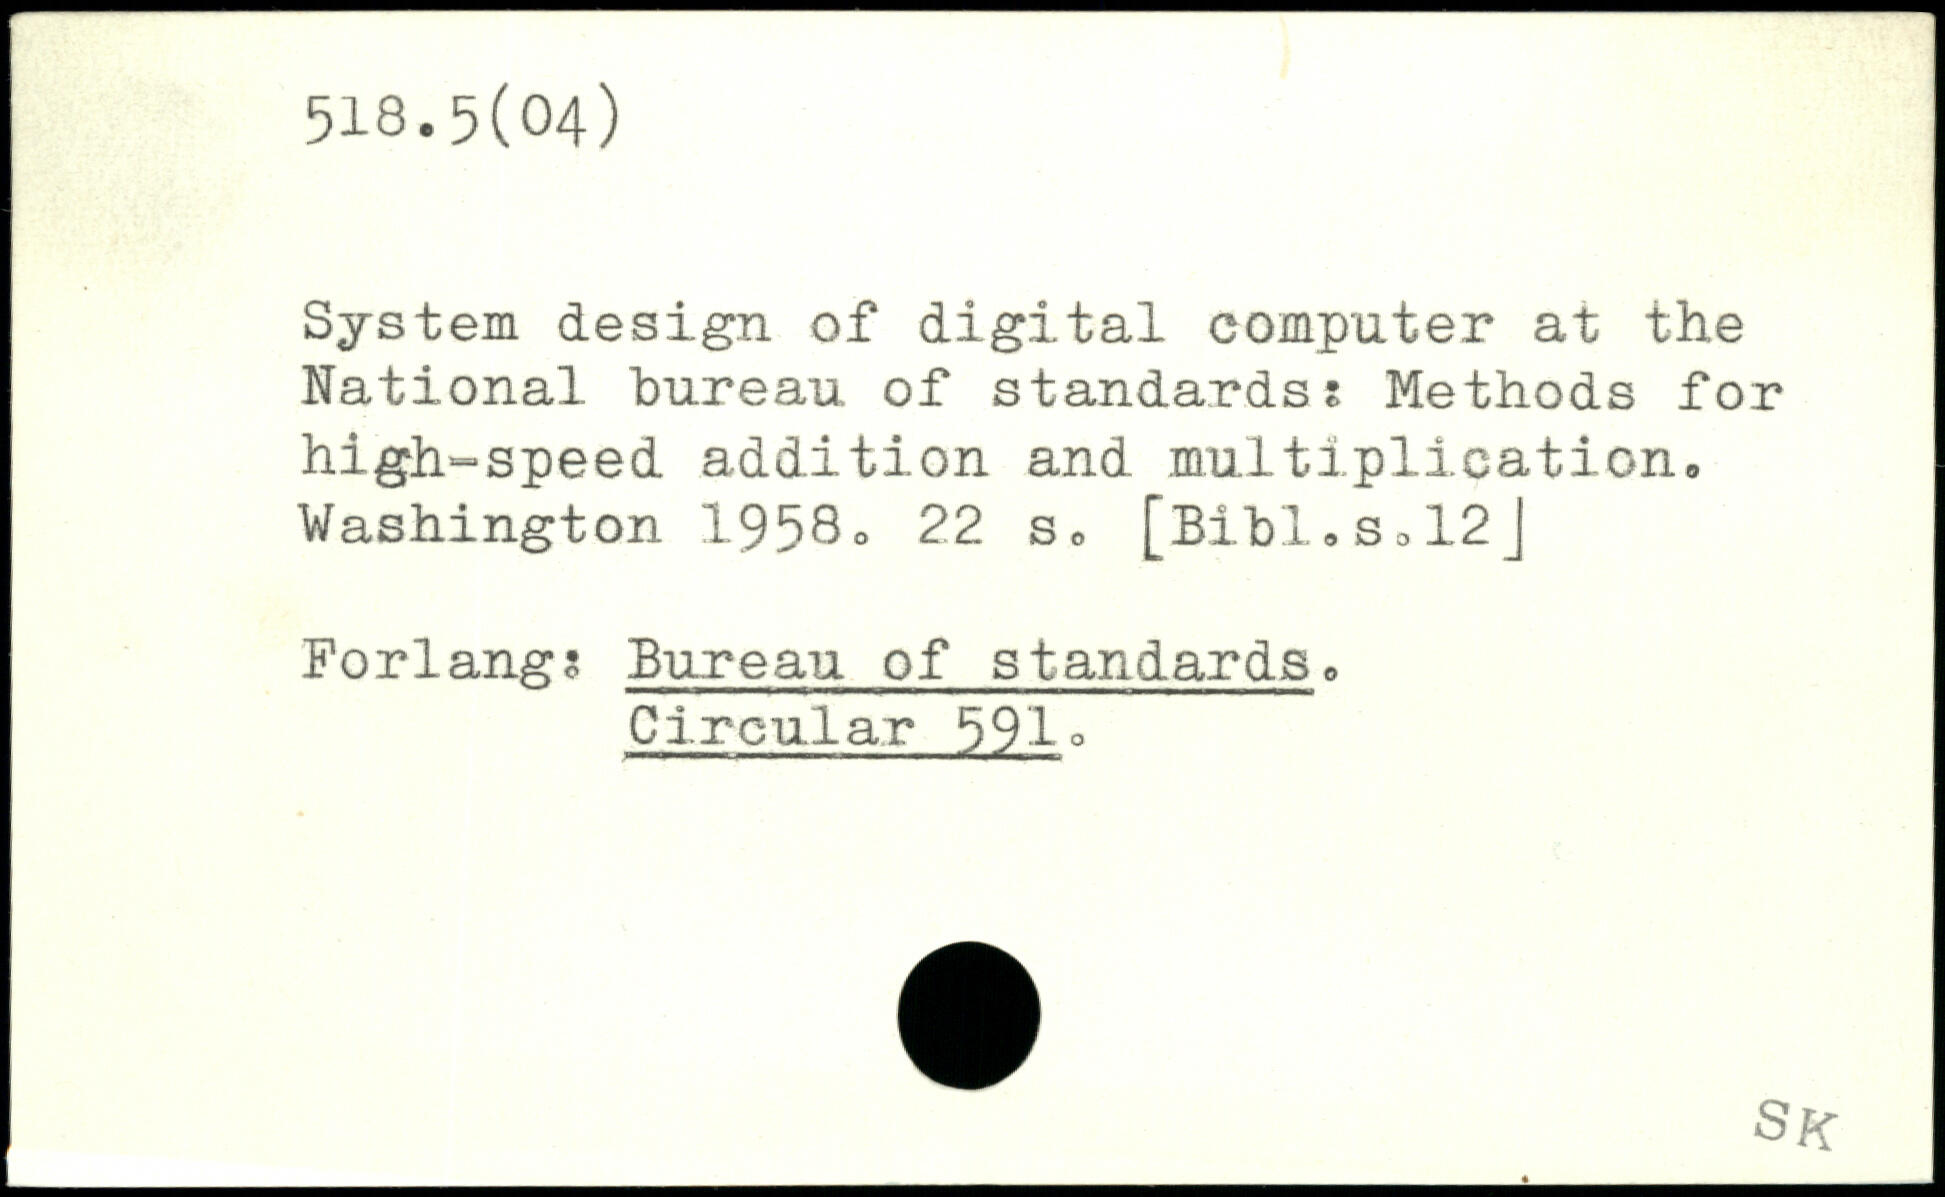 518.5(04)
System design of digital computer at the
National bureau of standards: Methods for
high-speed addition and multiplication.
Washington 1958. 22 s. [Bibl.s.12]
Forlang: Bureau of standards.
Circular 591.
SK